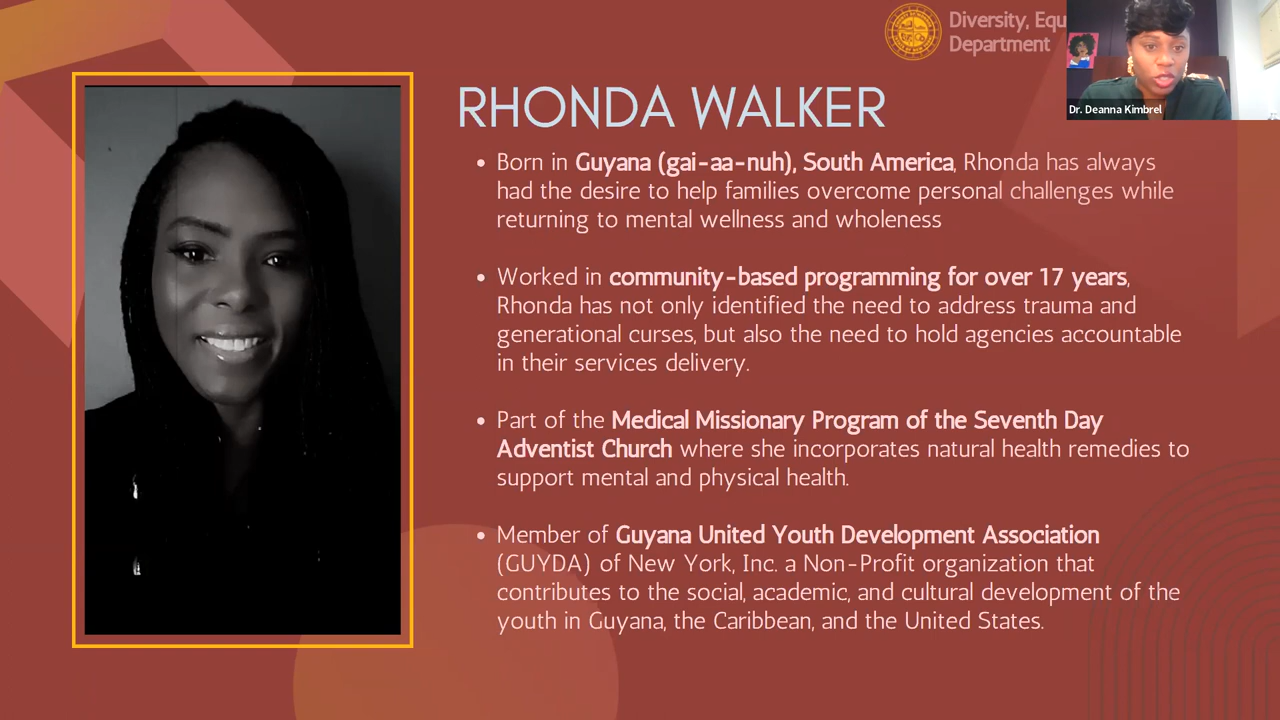 Diversity, Equ
Department
Dr. Deanna Kimbrel
RHONDA WALKER
• Born in Guyana (gai-aa-nuh), South America, Rhonda has always
had the desire to help families overcome personal challenges while
returning to mental wellness and wholeness
• Worked in community-based programming for over 17 years,
Rhonda has not only identified the need to address trauma and
generational curses, but also the need to hold agencies accountable
in their services delivery.
• Part of the Medical Missionary Program of the Seventh Day
Adventist Church where she incorporates natural health remedies to
support mental and physical health.
• Member of Guyana United Youth Development Association
(GUYDA) of New York, Inc. a Non-Profit organization that
contributes to the social, academic, and cultural development of the
youth in Guyana, the Caribbean, and the United States.